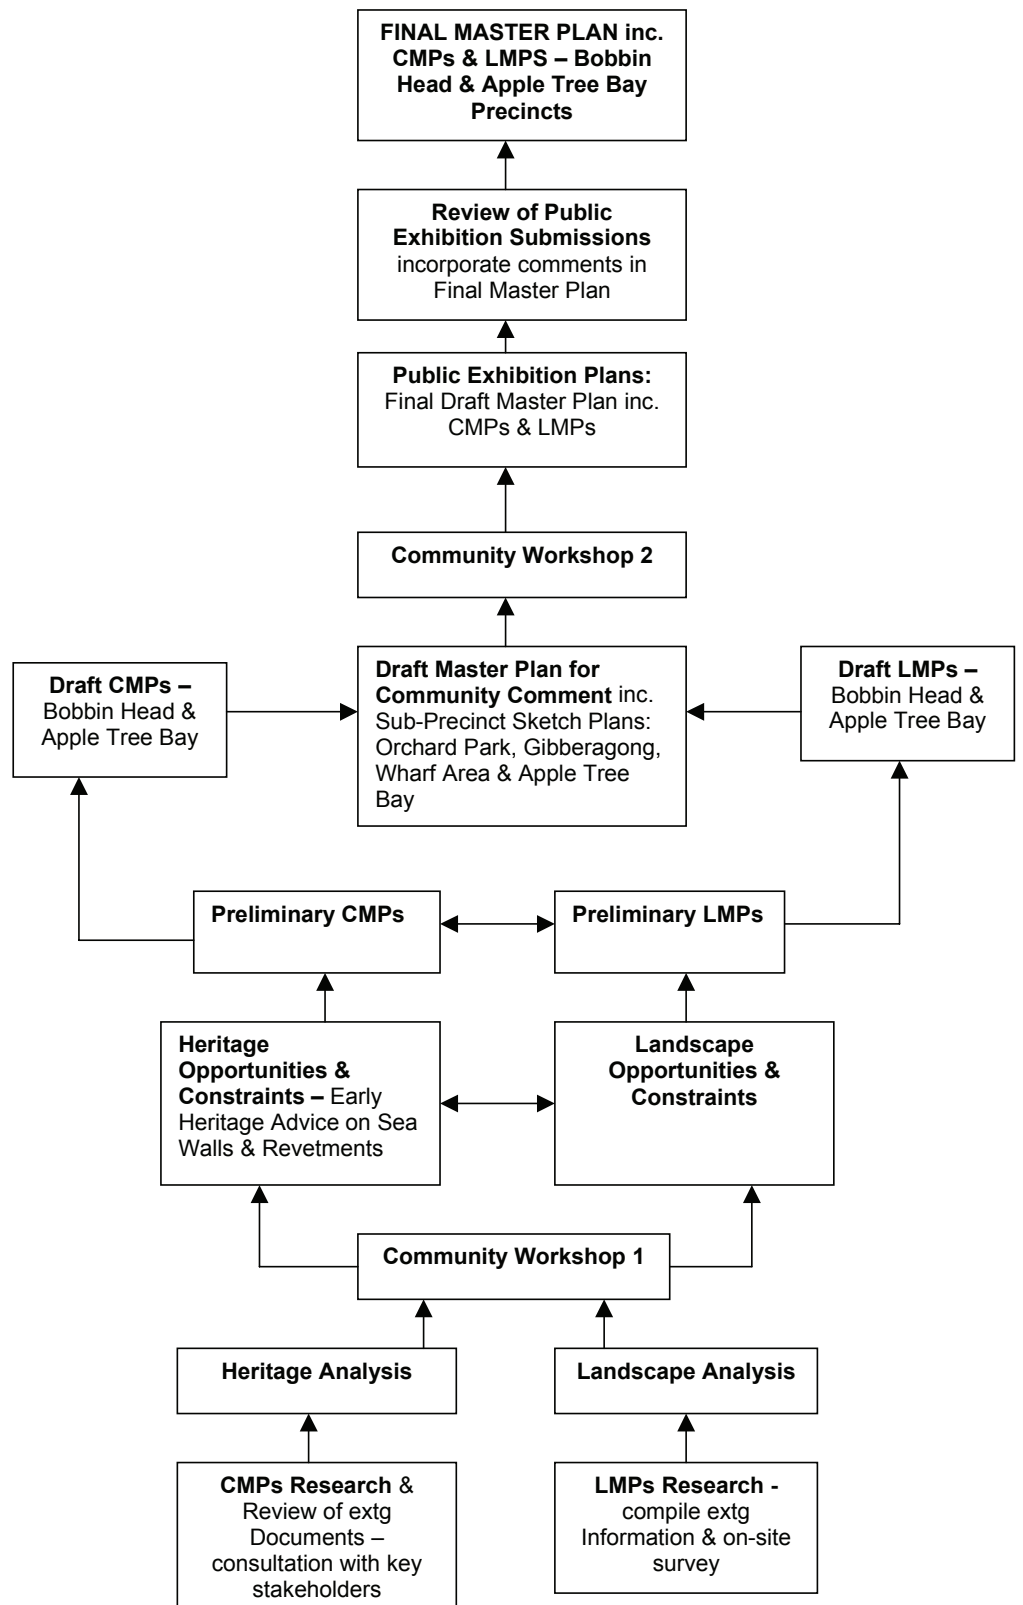 FINAL MASTER PLAN inc.
CMPs & LMPS – Bobbin
Head & Apple Tree Bay
Precincts
Review of Public
Exhibition Submissions
incorporate comments in
Final Master Plan
Public Exhibition Plans:
Final Draft Master Plan inc.
CMPs & LMPs
Community Workshop 2
Draft CMPs –
Bobbin Head &
Apple Tree Bay
Draft Master Plan for
Community Comment inc.
Sub-Precinct Sketch Plans:
Orchard Park, Gibberagong,
Wharf Area & Apple Tree
Bay
Draft LMPs –
Bobbin Head &
Apple Tree Bay
Preliminary CMPs
Preliminary LMPs
Heritage
Opportunities &
Constraints – Early
Heritage Advice on Sea
Walls & Revetments
Landscape
Opportunities &
Constraints
Community Workshop 1
Heritage Analysis
Landscape Analysis
CMPs Research &
Review of extg
Documents –
consultation with key
stakeholders
LMPs Research -
compile extg
Information & on-site
survey